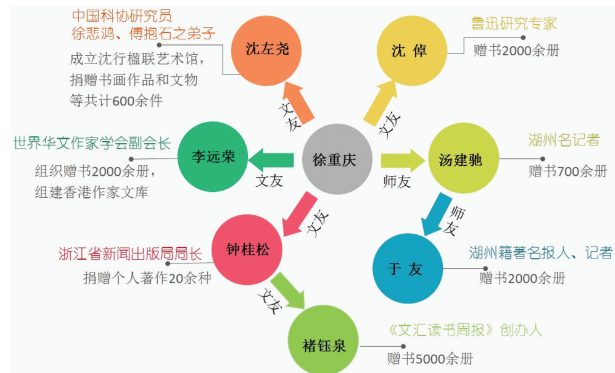 中国科协研究员
徐悲鸿、傅抱石之弟子
成立沈行楹联艺术馆，
捐赠书画作品和文物
等共计600余件
沈左尧
文友
沈 倬
文友
鲁迅研究专家
赠书2000余册
世界华文作家学会副会长
组织赠书2000余册，
组建香港作家文库
李远荣
文友
徐重庆
师友
汤建驰
湖州名记者
赠书700余册
浙江省新闻出版局局长
捐赠个人著作20余种
钟桂松
文友
师友
于 友
湖州籍著名报人、记者
赠书2000余册
文友
褚钰泉
《文汇读书周报》创办人
赠书5000余册